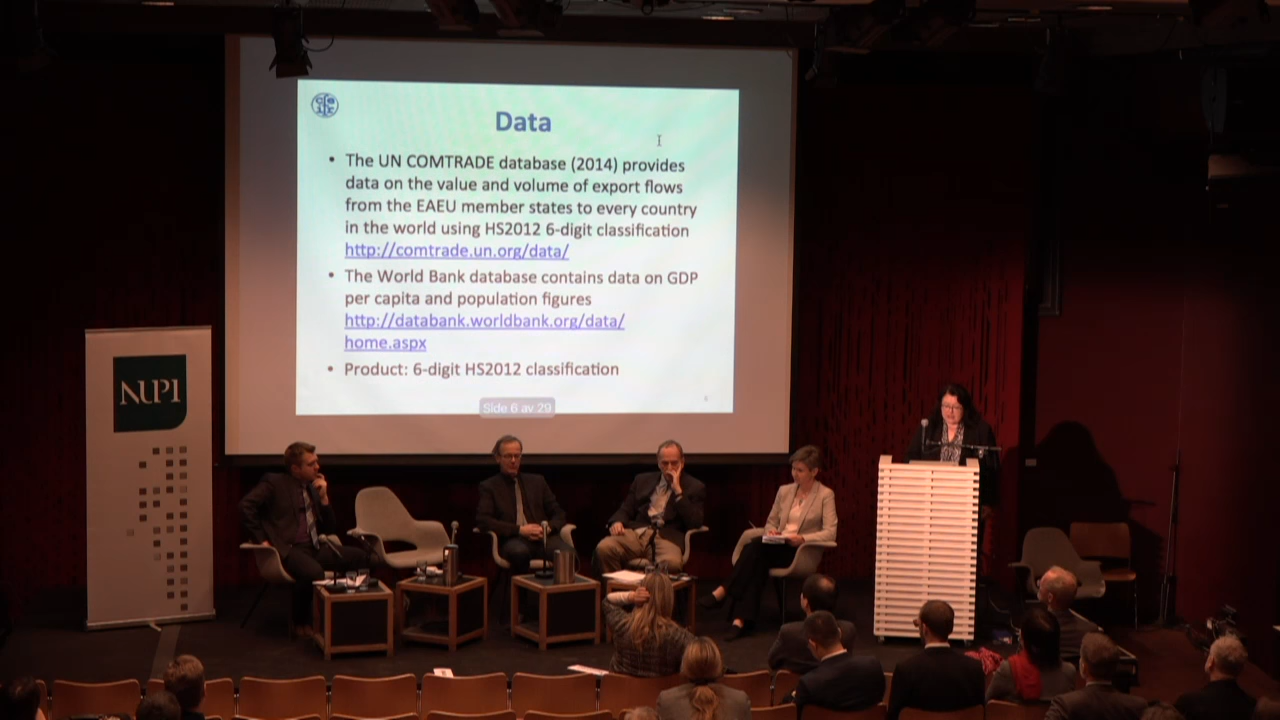 Data
• The UN COMTRADE database (2014) provides
data on the value and volume of export flows
from the EAEU member states to every country
in the world using HS2012 6-digit classification
http://comtrade.un.org/data/
• The World Bank database contains data on GDP
per capita and population figures
http://databank.worldbank.org/data/
home.aspx
• Product: 6-digit HS2012 classification
Side 6 av 29
NUPI